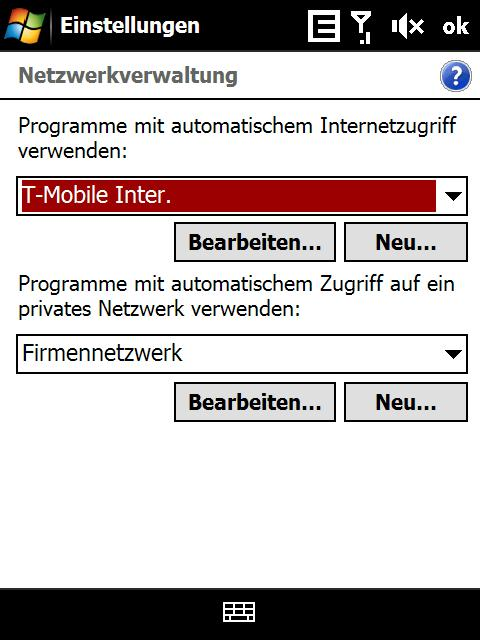 Einstellungen
E
ok
Netzwerkverwaltung
?
Programme mit automatischem Internetzugriff
verwenden:
T-Mobile Inter.
Bearbeiten...
Neu...
Programme mit automatischem Zugriff auf ein
privates Netzwerk verwenden:
Firmennetzwerk
Bearbeiten...
Neu...